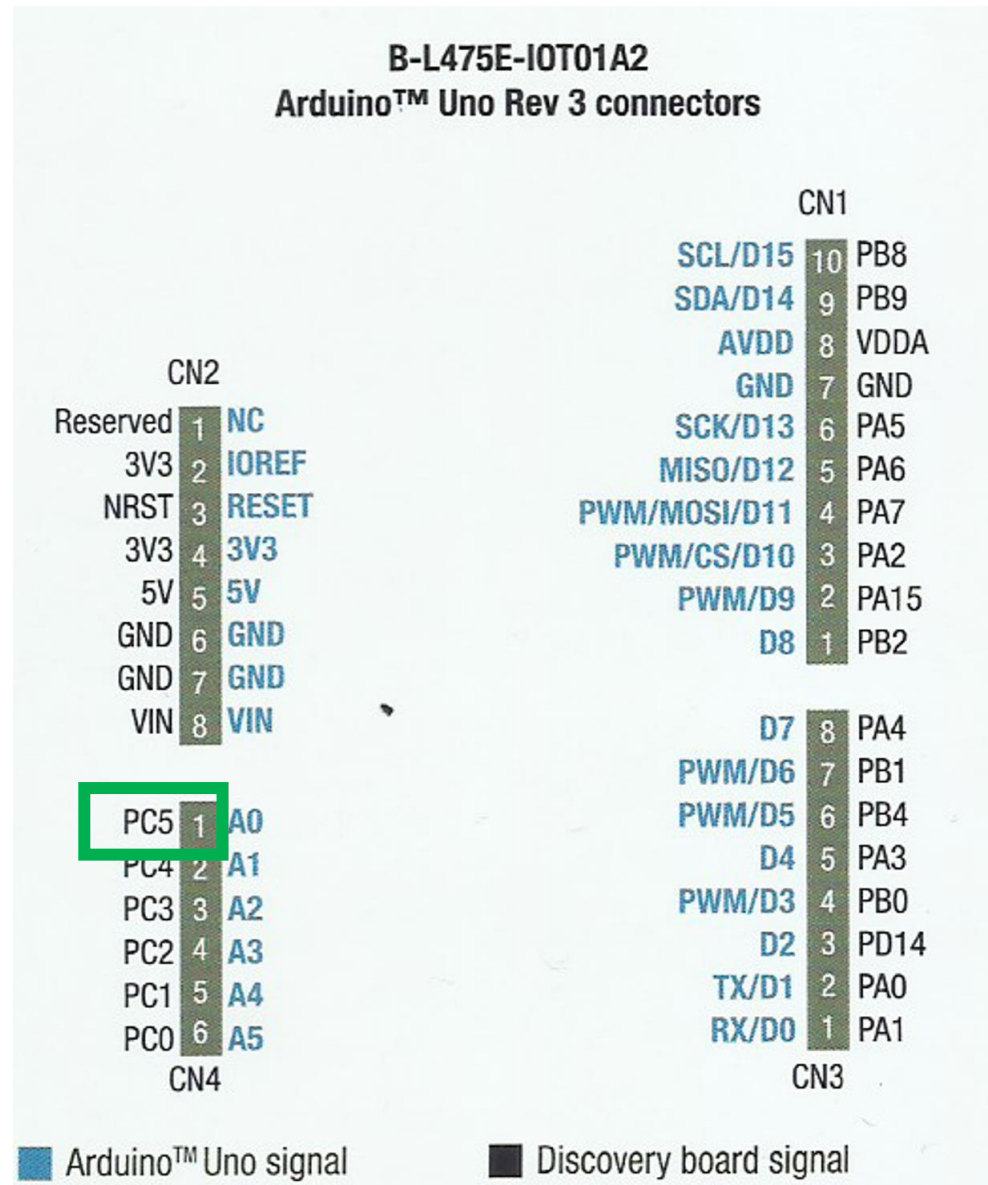 B-L475E-IOT01A2
Arduino™ Uno Rev 3 connectors
CN2
Reserved 1 NC
3V3 2 IOREF
NRST 3 RESET
3V3 4 3V3
5V 5 5V
GND 6 GND
GND 7 GND
VIN 8 VIN
PC5 1 A0
PC4 2 A1
PC3 3 A2
PC2 4 A3
PC1 5 A4
PC0 6 A5
CN4
CN1
SCL/D15 10 PB8
SDA/D14 9 PB9
AVDD 8 VDDA
GND 7 GND
SCK/D13 6 PA5
MISO/D12 5 PA6
PWM/MOSI/D11 4 PA7
PWM/CS/D10 3 PA2
PWM/D9 2 PA15
D8 1 PB2
D7 8 PA4
PWM/D6 7 PB1
PWM/D5 6 PB4
D4 5 PA3
PWM/D3 4 PB0
D2 3 PD14
TX/D1 2 PA0
RX/D0 1 PA1
CN3
Arduino™ Uno signal
Discovery board signal